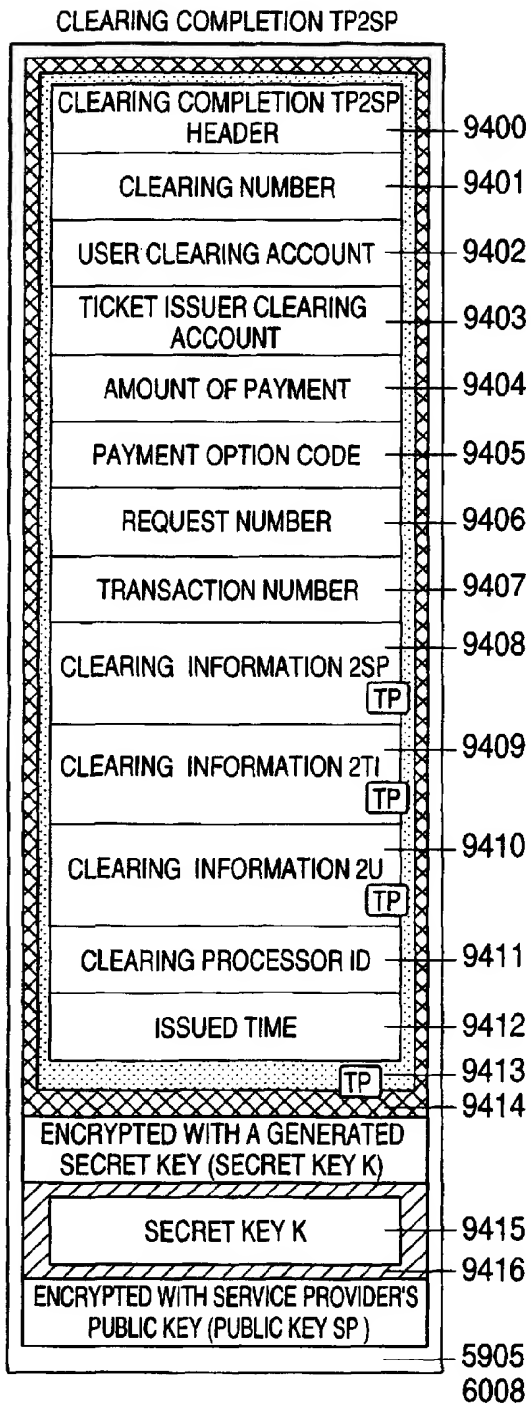 CLEARING COMPLETION TP2SP
CLEARING COMPLETION TP2SP
HEADER
9400
CLEARING NUMBER
9401
USER CLEARING ACCOUNT
9402
TICKET ISSUER CLEARING
ACCOUNT
9403
AMOUNT OF PAYMENT
9404
PAYMENT OPTION CODE
9405
REQUEST NUMBER
9406
TRANSACTION NUMBER
9407
9408
CLEARING INFORMATION 2SP
TP
9409
CLEARING INFORMATION 2TI
TP
9410
CLEARING INFORMATION 2U
TP
CLEARING PROCESSOR ID
9411
ISSUED TIME
9412
TP
9413
9414
ENCRYPTED WITH A GENERATED
SECRET KEY (SECRET KEY K)
SECRET KEY K
9415
9416
ENCRYPTED WITH SERVICE PROVIDER'S
PUBLIC KEY (PUBLIC KEY SP )
5905
6008